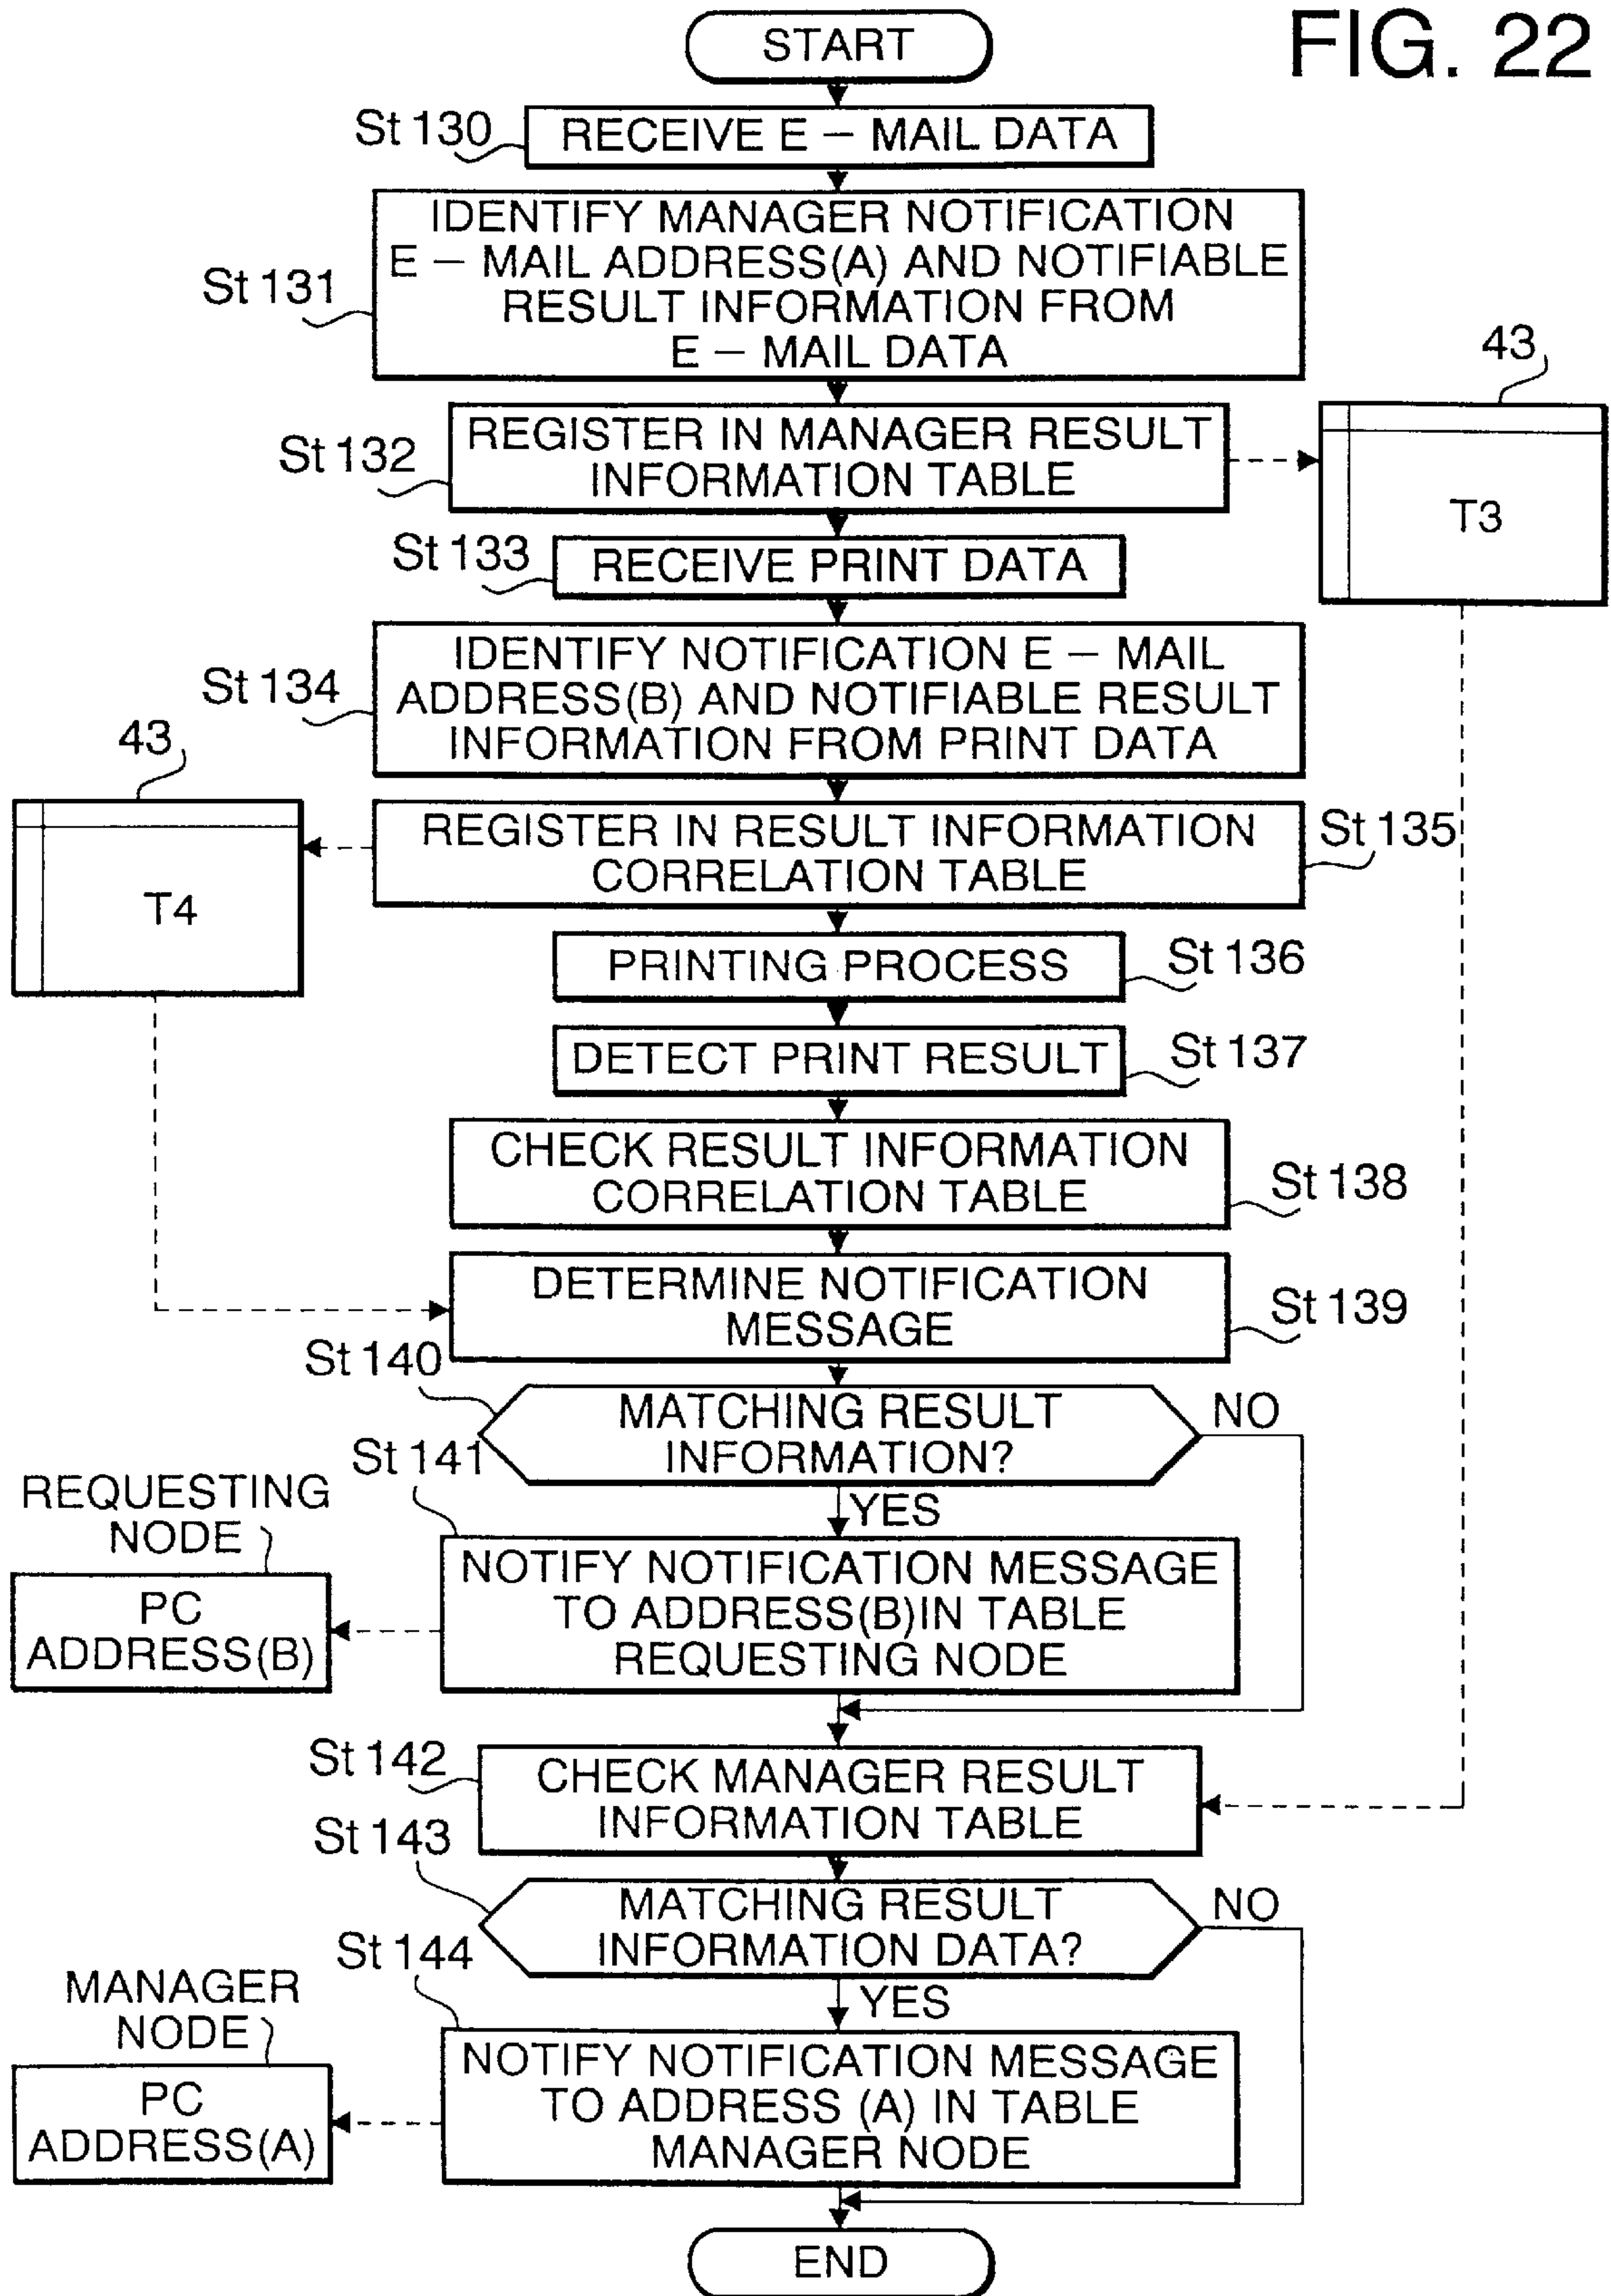 FIG. 22
START
St 130
RECEIVE E – MAIL DATA
St 131
IDENTIFY MANAGER NOTIFICATION
E – MAIL ADDRESS(A) AND NOTIFIABLE
RESULT INFORMATION FROM
E – MAIL DATA
43
St 132
REGISTER IN MANAGER RESULT
INFORMATION TABLE
T3
St 133
RECEIVE PRINT DATA
St 134
IDENTIFY NOTIFICATION E – MAIL
ADDRESS(B) AND NOTIFIABLE RESULT
INFORMATION FROM PRINT DATA
43
T4
REGISTER IN RESULT INFORMATION
CORRELATION TABLE
St 135
PRINTING PROCESS
St 136
DETECT PRINT RESULT
St 137
CHECK RESULT INFORMATION
CORRELATION TABLE
St 138
DETERMINE NOTIFICATION
MESSAGE
St 139
St 140
MATCHING RESULT
INFORMATION?
NO
YES
St 141
REQUESTING
NODE
PC
ADDRESS(B)
NOTIFY NOTIFICATION MESSAGE
TO ADDRESS(B)IN TABLE
REQUESTING NODE
St 142
CHECK MANAGER RESULT
INFORMATION TABLE
St 143
MATCHING RESULT
INFORMATION DATA?
NO
YES
St 144
MANAGER
NODE
PC
ADDRESS(A)
NOTIFY NOTIFICATION MESSAGE
TO ADDRESS (A) IN TABLE
MANAGER NODE
END